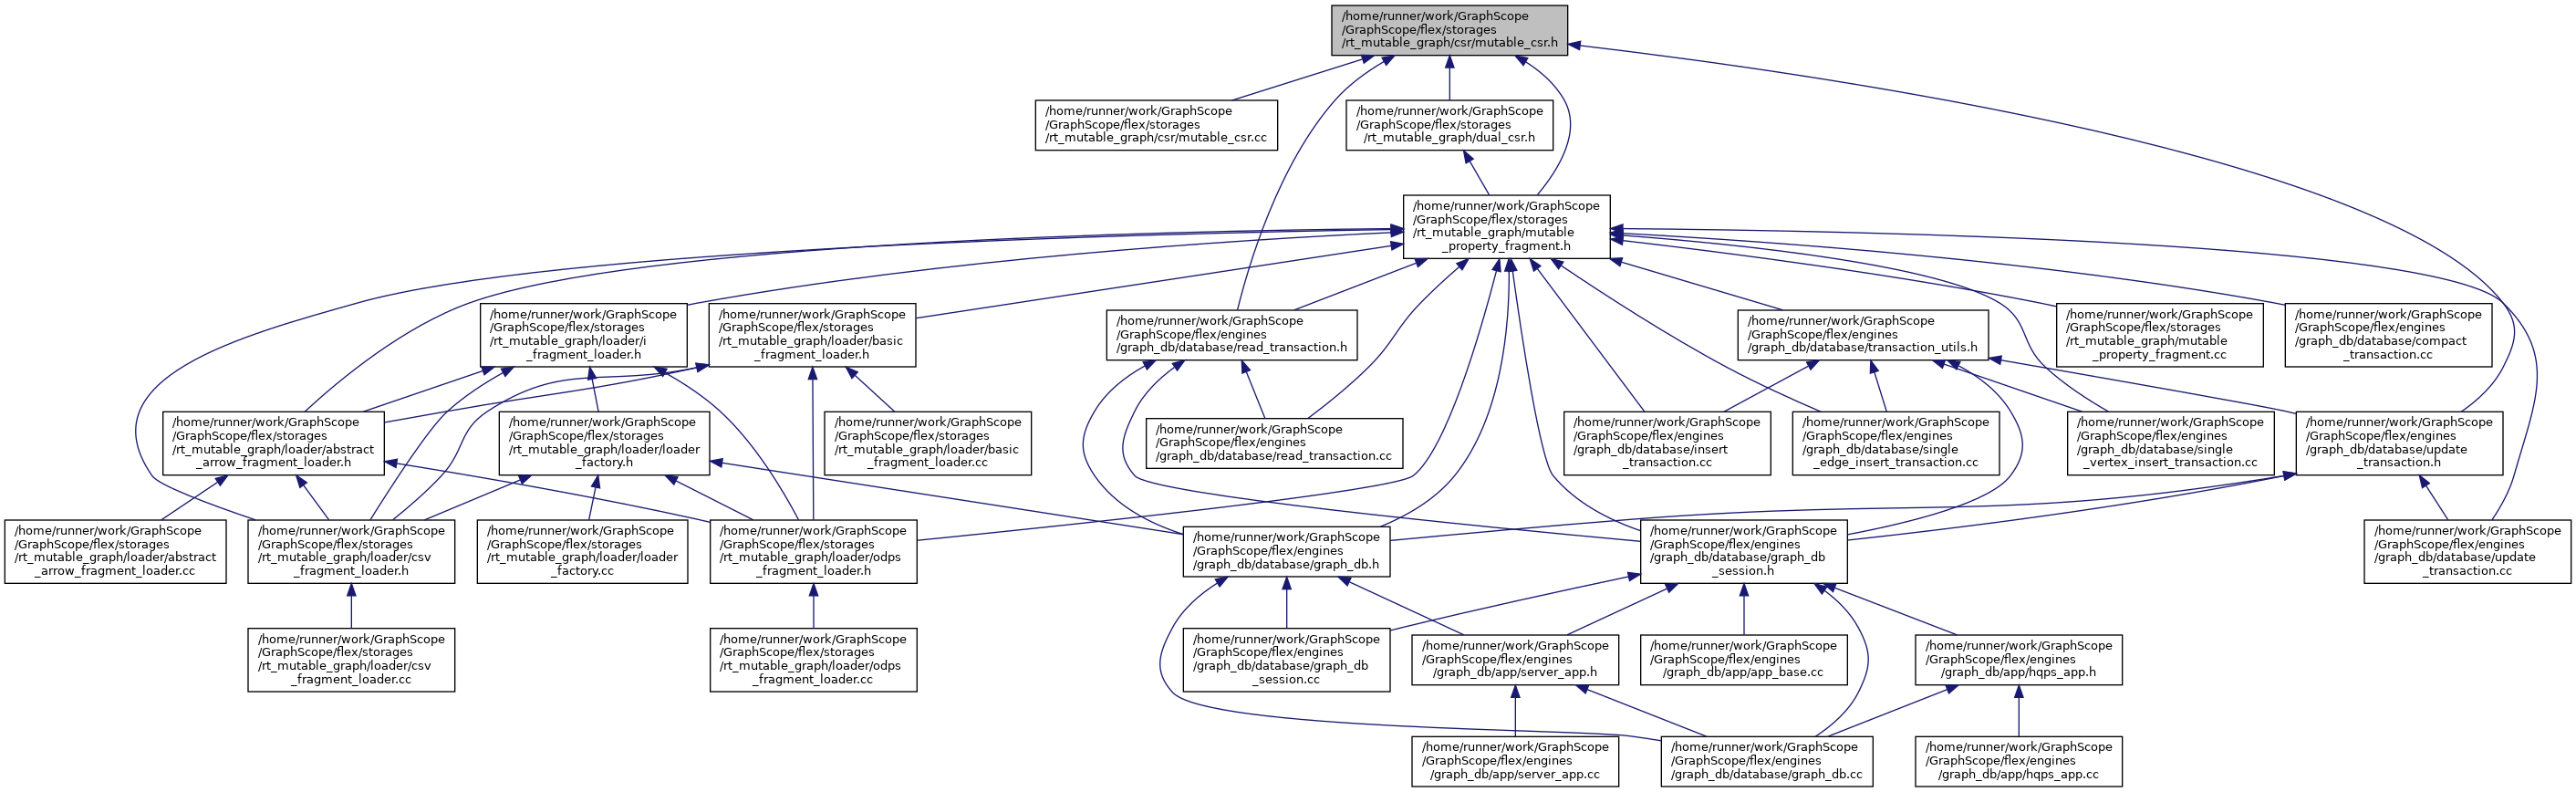 /home/runner/work/GraphScope
/GraphScope/flex/storages
/rt_mutable_graph/csr/mutable_csr.h
/home/runner/work/GraphScope
/GraphScope/flex/storages
/rt_mutable_graph/csr/mutable_csr.cc
/home/runner/work/GraphScope
/GraphScope/flex/storages
/rt_mutable_graph/dual_csr.h
/home/runner/work/GraphScope
/GraphScope/flex/storages
/rt_mutable_graph/mutable
_property_fragment.h
/home/runner/work/GraphScope
/GraphScope/flex/storages
/rt_mutable_graph/loader/i
_fragment_loader.h
/home/runner/work/GraphScope
/GraphScope/flex/storages
/rt_mutable_graph/loader/basic
_fragment_loader.h
/home/runner/work/GraphScope
/GraphScope/flex/engines
/graph_db/database/read_transaction.h
/home/runner/work/GraphScope
/GraphScope/flex/engines
/graph_db/database/transaction_utils.h
/home/runner/work/GraphScope
/GraphScope/flex/storages
/rt_mutable_graph/mutable
_property_fragment.cc
/home/runner/work/GraphScope
/GraphScope/flex/engines
/graph_db/database/compact
_transaction.cc
/home/runner/work/GraphScope
/GraphScope/flex/storages
/rt_mutable_graph/loader/abstract
_arrow_fragment_loader.h
/home/runner/work/GraphScope
/GraphScope/flex/storages
/rt_mutable_graph/loader/loader
_factory.h
/home/runner/work/GraphScope
/GraphScope/flex/storages
/rt_mutable_graph/loader/basic
_fragment_loader.cc
/home/runner/work/GraphScope
/GraphScope/flex/engines
/graph_db/database/read_transaction.cc
/home/runner/work/GraphScope
/GraphScope/flex/engines
/graph_db/database/insert
_transaction.cc
/home/runner/work/GraphScope
/GraphScope/flex/engines
/graph_db/database/single
_edge_insert_transaction.cc
/home/runner/work/GraphScope
/GraphScope/flex/engines
/graph_db/database/single
_vertex_insert_transaction.cc
/home/runner/work/GraphScope
/GraphScope/flex/engines
/graph_db/database/update
_transaction.h
/home/runner/work/GraphScope
/GraphScope/flex/storages
/rt_mutable_graph/loader/abstract
_arrow_fragment_loader.cc
/home/runner/work/GraphScope
/GraphScope/flex/storages
/rt_mutable_graph/loader/csv
_fragment_loader.h
/home/runner/work/GraphScope
/GraphScope/flex/storages
/rt_mutable_graph/loader/loader
_factory.cc
/home/runner/work/GraphScope
/GraphScope/flex/storages
/rt_mutable_graph/loader/odps
_fragment_loader.h
/home/runner/work/GraphScope
/GraphScope/flex/engines
/graph_db/database/graph_db.h
/home/runner/work/GraphScope
/GraphScope/flex/engines
/graph_db/database/graph_db
_session.h
/home/runner/work/GraphScope
/GraphScope/flex/engines
/graph_db/database/update
_transaction.cc
/home/runner/work/GraphScope
/GraphScope/flex/storages
/rt_mutable_graph/loader/csv
_fragment_loader.cc
/home/runner/work/GraphScope
/GraphScope/flex/storages
/rt_mutable_graph/loader/odps
_fragment_loader.cc
/home/runner/work/GraphScope
/GraphScope/flex/engines
/graph_db/database/graph_db
_session.cc
/home/runner/work/GraphScope
/GraphScope/flex/engines
/graph_db/app/server_app.h
/home/runner/work/GraphScope
/GraphScope/flex/engines
/graph_db/app/app_base.cc
/home/runner/work/GraphScope
/GraphScope/flex/engines
/graph_db/app/hqps_app.h
/home/runner/work/GraphScope
/GraphScope/flex/engines
/graph_db/app/server_app.cc
/home/runner/work/GraphScope
/GraphScope/flex/engines
/graph_db/database/graph_db.cc
/home/runner/work/GraphScope
/GraphScope/flex/engines
/graph_db/app/hqps_app.cc